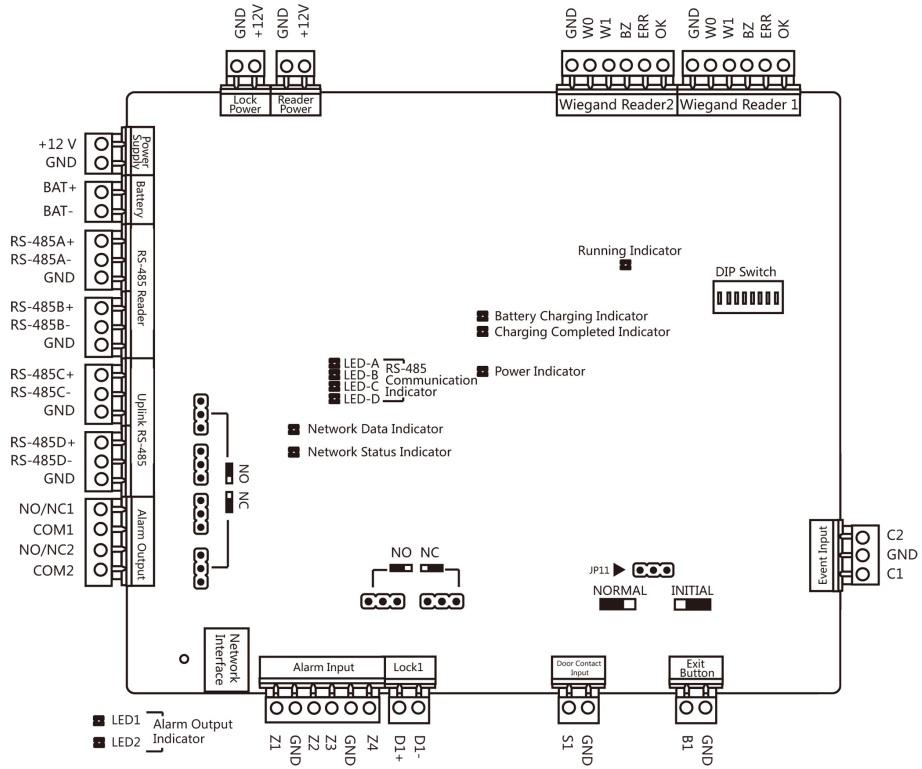 GND
+12V
GND
+12V
GND
W0
W1
BZ
ERR
OK
GND
W0
W1
BZ
ERR
OK
Lock
Power
Reader
Power
Wiegand Reader2
Wiegand Reader 1
+12 V
GND
Power
Supply
BAT+
BAT-
Battery
RS-485A+
RS-485A-
GND
RS-485B+
RS-485B-
GND
RS-485 Reader
RS-485C+
RS-485C-
GND
RS-485D+
RS-485D-
GND
Uplink RS-485
NO/NC1
COM1
NO/NC2
COM2
Alarm Output
Running Indicator
DIP Switch
Battery Charging Indicator
Charging Completed Indicator
Power Indicator
LED-A
LED-B
LED-C
LED-D
RS-485
Communication
Indicator
Network Data Indicator
Network Status Indicator
NO
NC
NO NC
JP11
NORMAL
INITIAL
Event Input
C2
GND
C1
Network
Interface
Alarm Input
Lock1
Door Contact
Input
Exit
Button
LED1
LED2
Alarm Output
Indicator
Z1
GND
Z2
Z3
GND
Z4
D1+
D1-
S1
GND
B1
GND